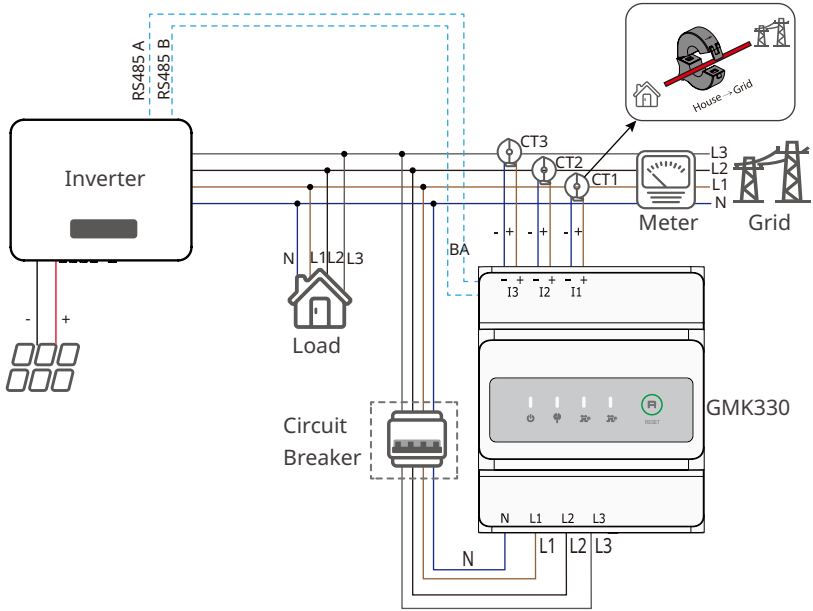 RS485 A
RS485 B
House→Grid
Inverter
CT3
CT2
CT1
L3
L2
L1
N
Meter
Grid
N
L1
L2
L3
BA
-
+
-
+
-
+
-
+
-
+
-
+
I3
I2
I1
-
+
Load
GMK330
RESET
Circuit
Breaker
N
L1
L2
L3
N
L1
L2
L3